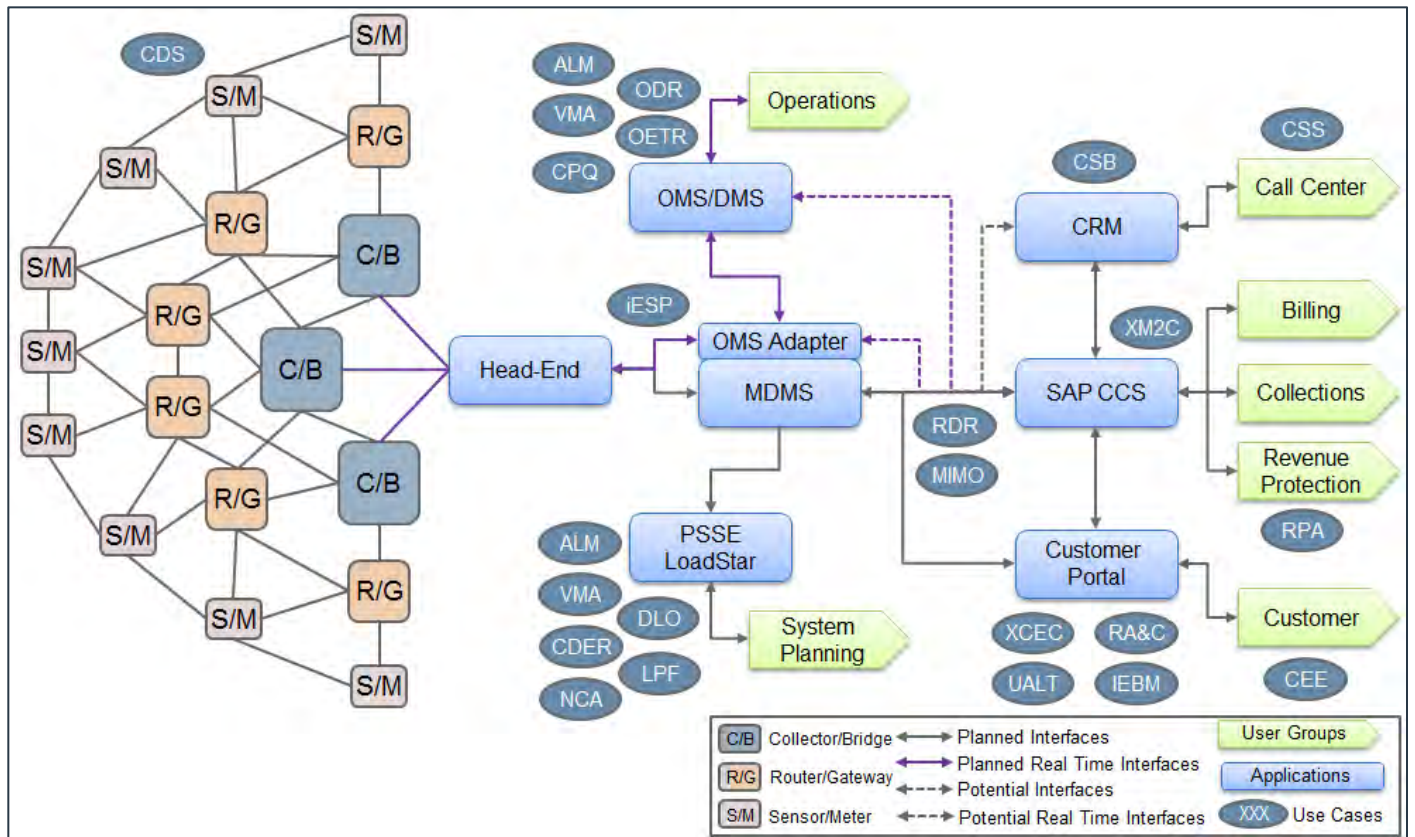 CDS
S/M
S/M
S/M
S/M
S/M
S/M
S/M
S/M
S/M
R/G
R/G
R/G
R/G
R/G
R/G
C/B
C/B
C/B
Head-End
iESP
ALM
ODR
VMA
OETR
CPQ
Operations
OMS/DMS
OMS Adapter
MDMS
PSSE
LoadStar
ALM
VMA
DLO
CDER
LPF
NCA
System
Planning
RDR
MIMO
CSB
CRM
XM2C
SAP CCS
Customer
Portal
XCEC
RA&C
UALT
IEBM
CSS
Call Center
Billing
Collections
Revenue
Protection
RPA
Customer
CEE
C/B Collector/Bridge
R/G Router/Gateway
S/M Sensor/Meter
Planned Interfaces
Planned Real Time Interfaces
Potential Interfaces
Potential Real Time Interfaces
User Groups
Applications
XXX Use Cases